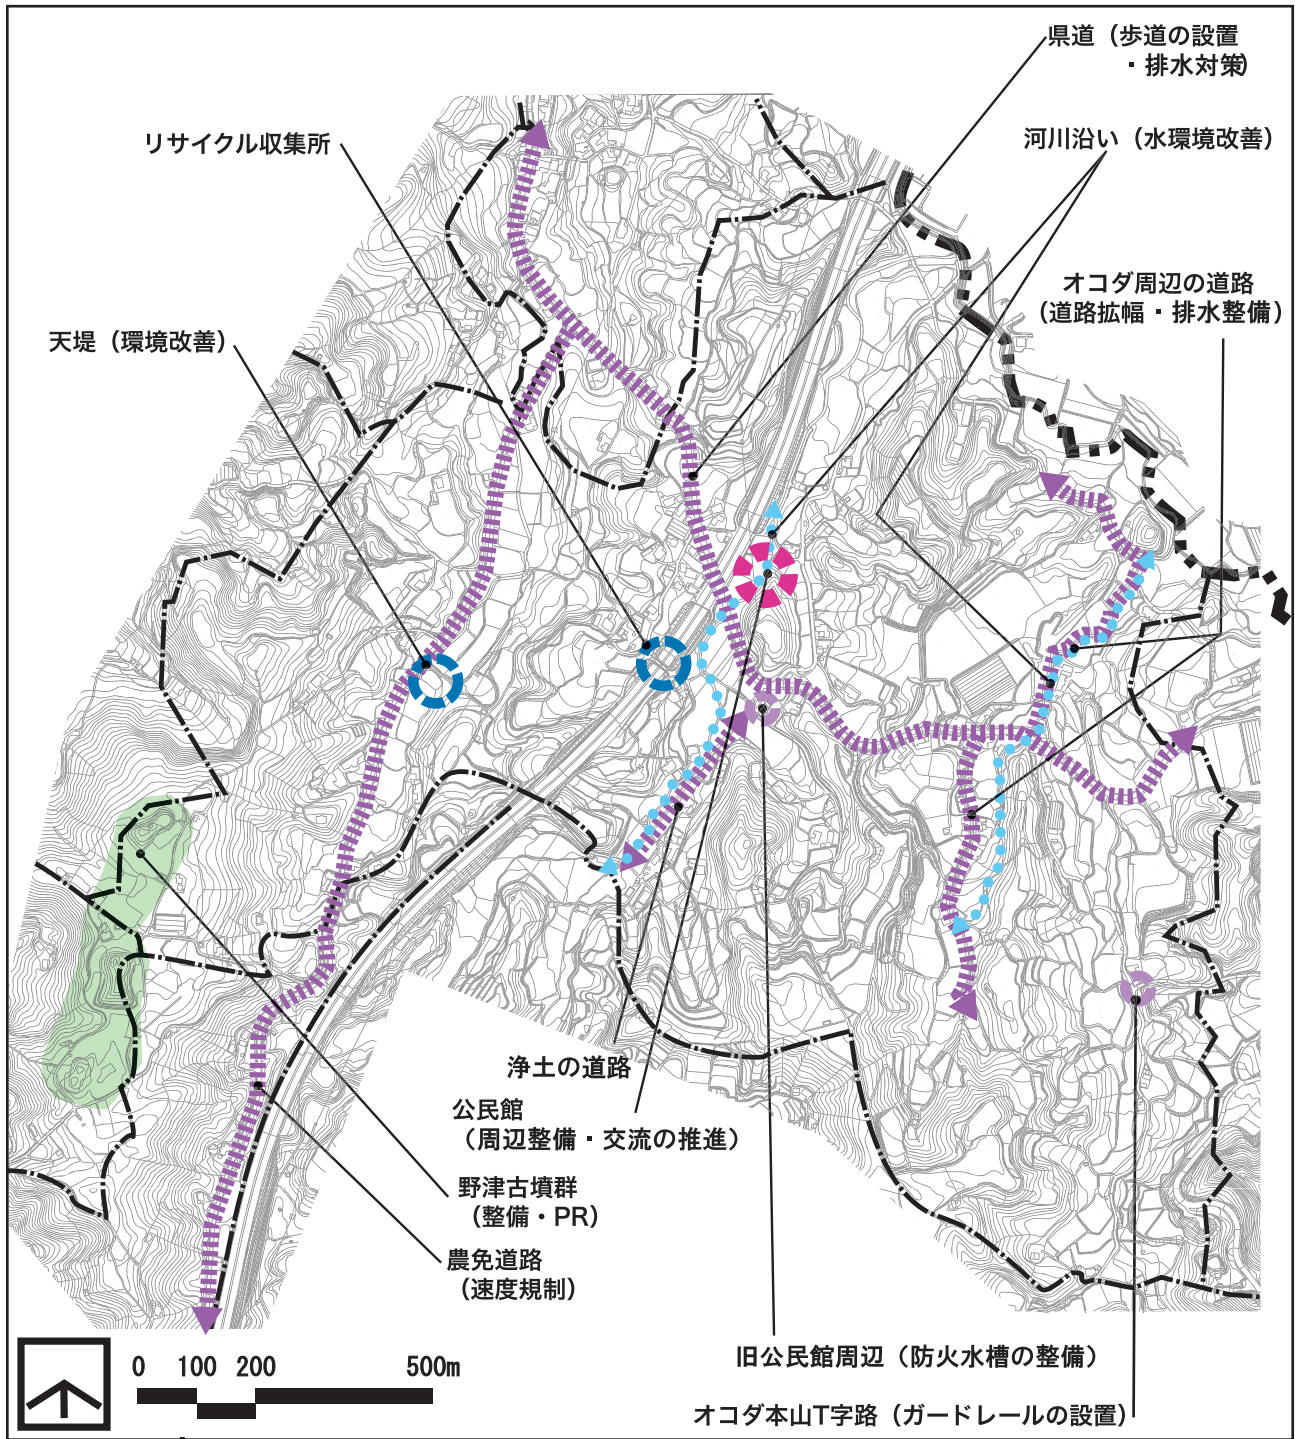 県道（歩道の設置
・排水対策）
リサイクル収集所
河川沿い（水環境改善）
オコダ周辺の道路
（道路拡幅・排水整備）
天堤（環境改善）
浄土の道路
公民館
（周辺整備・交流の推進）
野津古墳群
（整備・PR）
農免道路
（速度規制）
旧公民館周辺（防火水槽の整備）
オコダ本山T字路（ガードレールの設置）
0 100 200 500m